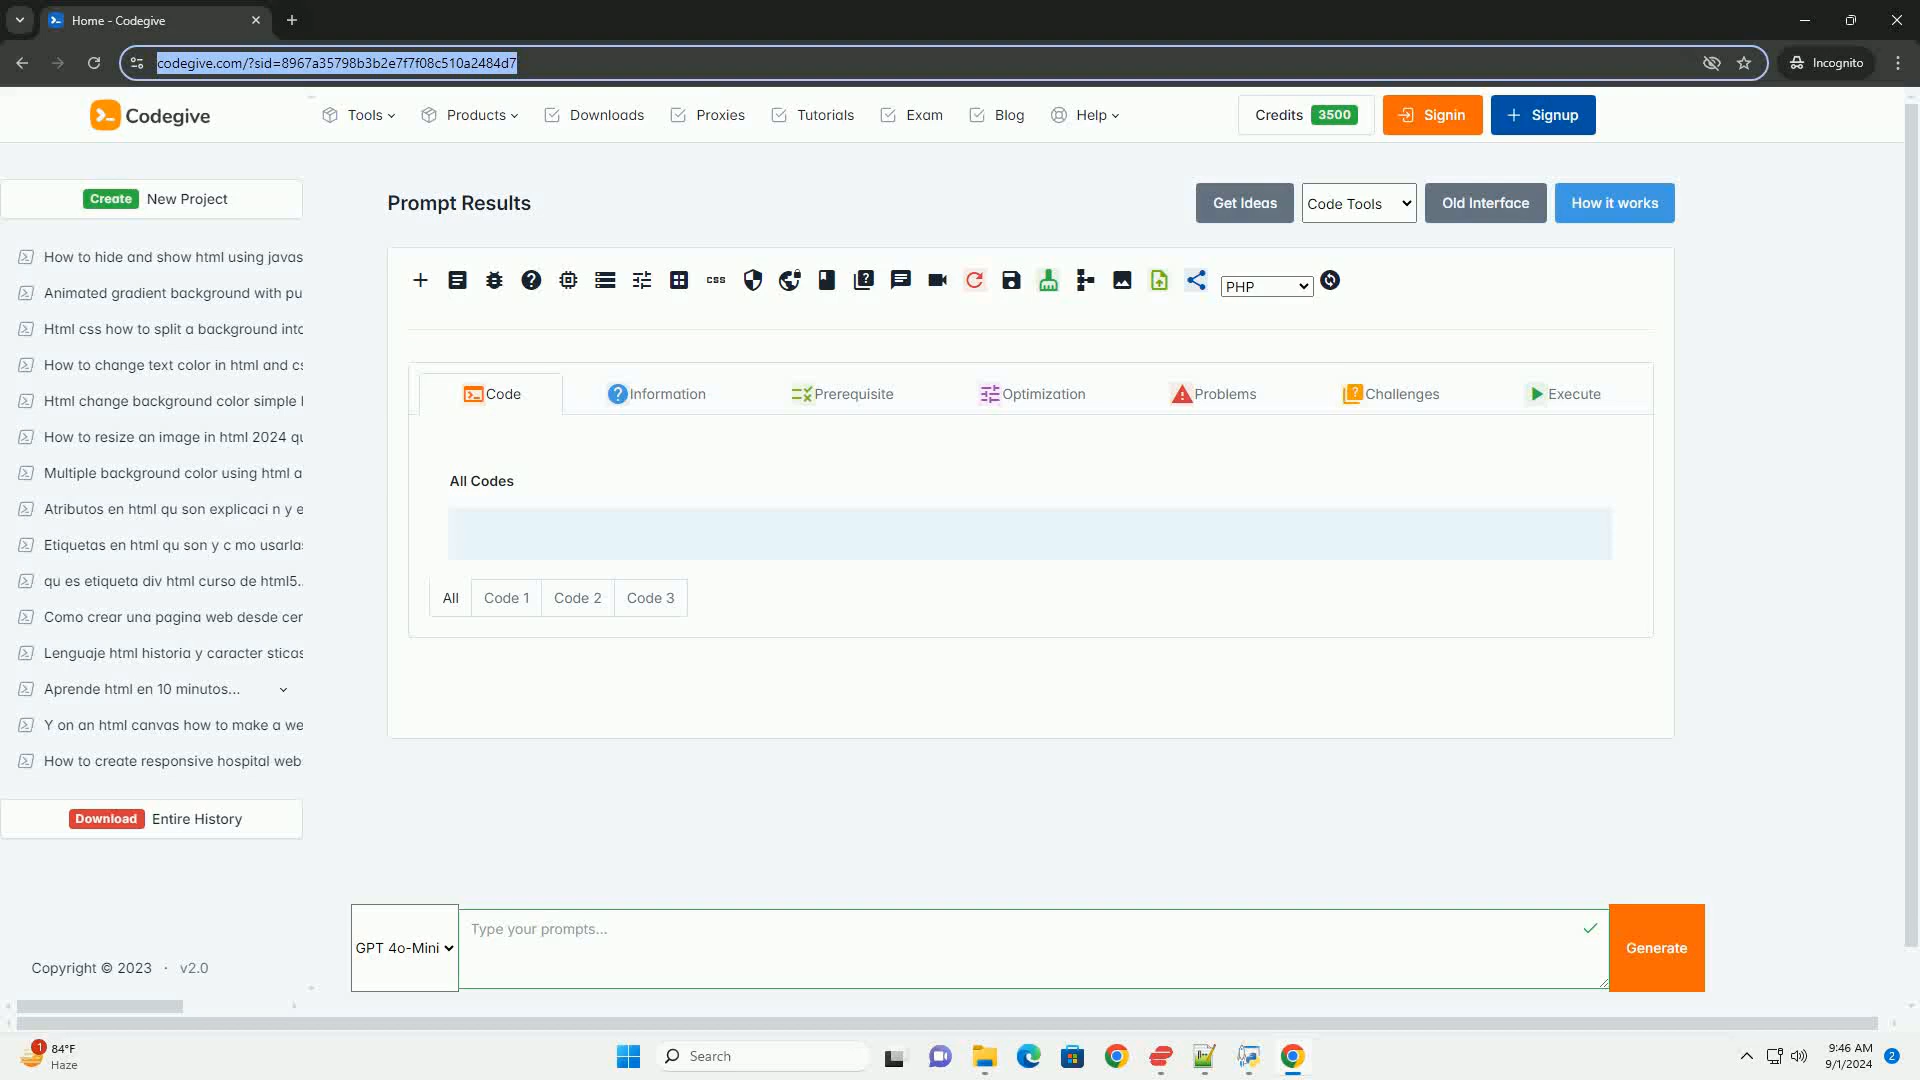 Home - Codegive
codegive.com/?sid=8967a35798b3b2e7f7f08c510a2484d7
Incognito
Codegive
Tools
Products
Downloads
Proxies
Tutorials
Exam
Blog
Help
Credits 3500
Signin
Signup
Create New Project
How to hide and show html using javas
Animated gradient background with pu
Html css how to split a background into
How to change text color in html and cs
Html change background color simple
How to resize an image in html 2024 qu
Multiple background color using html a
Atributos en html qu son explicaci n y e
Etiquetas en html qu son y c mo usarlas
qu es etiqueta div html curso de html5..
Como crear una pagina web desde cer
Lenguaje html historia y caracter sticas
Aprende html en 10 minutos...
Y on an html canvas how to make a we
How to create responsive hospital web
Download Entire History
Copyright © 2023 · v2.0
Prompt Results
Get Ideas
Code Tools
Old Interface
How it works
css
PHP
Code
Information
Prerequisite
Optimization
Problems
Challenges
Execute
All Codes
All
Code 1
Code 2
Code 3
GPT 4o-Mini
Type your prompts...
Generate
1
84°F
Haze
Search
9:46 AM
9/1/2024
2